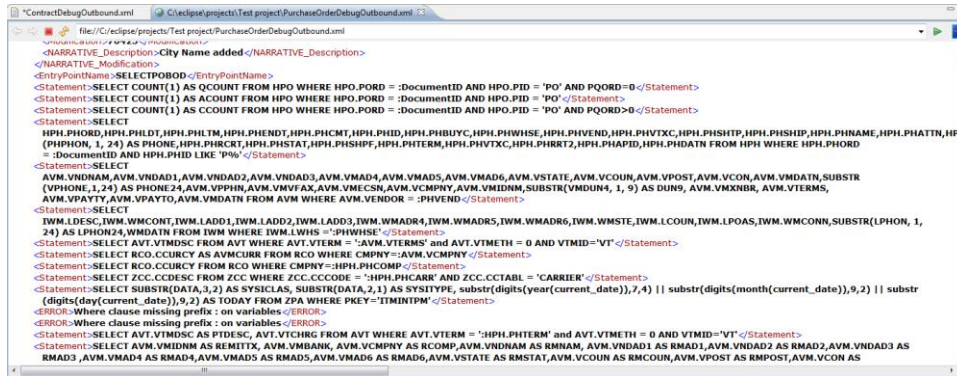 *ContractDebugOutbound.xml C:\eclipse\projects\Test project\PurchaseOrderDebugOutbound.xml
file:///C:/eclipse/projects/Test project/PurchaseOrderDebugOutbound.xml
<Modification>76423</Modification>
<NARRATIVE_Description>City Name added</NARRATIVE_Description>
</NARRATIVE_Modification>
<EntryPointName>SELECTPOBOD</EntryPointName>
<Statement>SELECT COUNT(1) AS QCOUNT FROM HPO WHERE HPO.PORD = :DocumentID AND HPO.PID = 'PO' AND PQORD=0</Statement>
<Statement>SELECT COUNT(1) AS ACOUNT FROM HPO WHERE HPO.PORD = :DocumentID AND HPO.PID = 'PO'</Statement>
<Statement>SELECT COUNT(1) AS CCOUNT FROM HPO WHERE HPO.PORD = :DocumentID AND HPO.PID = 'PO' AND PQORD>0</Statement>
<Statement>SELECT
HPH.PHORD,HPH.PHLDT,HPH.PHLTM,HPH.PHENDT,HPH.PHCMT,HPH.PHID,HPH.PHBUYC,HPH.PHWHSE,HPH.PHVEND,HPH.PHVTXC,HPH.PHSHTP,HPH.PHSHIP,HPH.PHNAME,HPH.PHATTN,HP
(PHPHON, 1, 24) AS PHONE,HPH.PHRCRT,HPH.PHSTAT,HPH.PHSHPF,HPH.PHTERM,HPH.PHVTXC,HPH.PHRRT2,HPH.PHAPID,HPH.PHDATN FROM HPH WHERE HPH.PHORD
= :DocumentID AND HPH.PHID LIKE 'P%'</Statement>
<Statement>SELECT
AVM.VNDNAM,AVM.VNDAD1,AVM.VNDAD2,AVM.VNDAD3,AVM.VMAD4,AVM.VMAD5,AVM.VMAD6,AVM.VSTATE,AVM.VCOUN,AVM.VPOST,AVM.VCON,AVM.VMDATN,SUBSTR
(VPHONE,1,24) AS PHONE24,AVM.VPPHN,AVM.VMVFAX,AVM.VMECSN,AVM.VCMPNY,AVM.VMIDNM,SUBSTR(VMDUN4, 1, 9) AS DUN9, AVM.VMXNBR, AVM.VTERMS,
AVM.VPAYTY,AVM.VPAYTO,AVM.VMDATN FROM AVM WHERE AVM.VENDOR = :PHVEND</Statement>
<Statement>SELECT
IWM.LDESC,IWM.WMCONT,IWM.LADD1,IWM.LADD2,IWM.LADD3,IWM.WMADR4,IWM.WMADR5,IWM.WMADR6,IWM.WMSTE,IWM.LCOUN,IWM.LPOAS,IWM.WMCONN,SUBSTR(LPHON, 1,
24) AS LPHON24,WMDATN FROM IWM WHERE IWM.LWHS =':PHWHSE'</Statement>
<Statement>SELECT AVT.VTMDSC FROM AVT WHERE AVT.VTERM = ':AVM.VTERMS' and AVT.VTMETH = 0 AND VTMID='VT'</Statement>
<Statement>SELECT RCO.CCURCY AS AVMCURR FROM RCO WHERE CMPNY=:AVM.VCMPNY</Statement>
<Statement>SELECT RCO.CCURCY FROM RCO WHERE CMPNY=:HPH.PHCOMP</Statement>
<Statement>SELECT ZCC.CCDESC FROM ZCC WHERE ZCC.CCCODE = ':HPH.PHCARR' AND ZCC.CCTABL = 'CARRIER'</Statement>
<Statement>SELECT SUBSTR(DATA,3,2) AS SYSICLAS, SUBSTR(DATA,2,1) AS SYSITYPE, substr(digits(year(current_date)),7,4) || substr(digits(month(current_date)),9,2) || substr
(digits(day(current_date)),9,2) AS TODAY FROM ZPA WHERE PKEY='ITMINTPM'</Statement>
<ERROR>Where clause missing prefix : on variables</ERROR>
<ERROR>Where clause missing prefix : on variables</ERROR>
<Statement>SELECT AVT.VTMDSC AS PTDESC, AVT.VTCHRG FROM AVT WHERE AVT.VTERM = ':HPH.PHTERM' and AVT.VTMETH = 0 AND VTMID='VT'</Statement>
<Statement>SELECT AVM.VMIDNM AS REMITTX, AVM.VMBANK, AVM.VCMPNY AS RCOMP,AVM.VNDNAM AS RMNAM, AVM.VNDAD1 AS RMAD1,AVM.VNDAD2 AS RMAD2,AVM.VNDAD3 AS
RMAD3 ,AVM.VMAD4 AS RMAD4,AVM.VMAD5 AS RMAD5,AVM.VMAD6 AS RMAD6,AVM.VSTATE AS RMSTAT,AVM.VCOUN AS RMCOUN,AVM.VPOST AS RMPOST,AVM.VCON AS